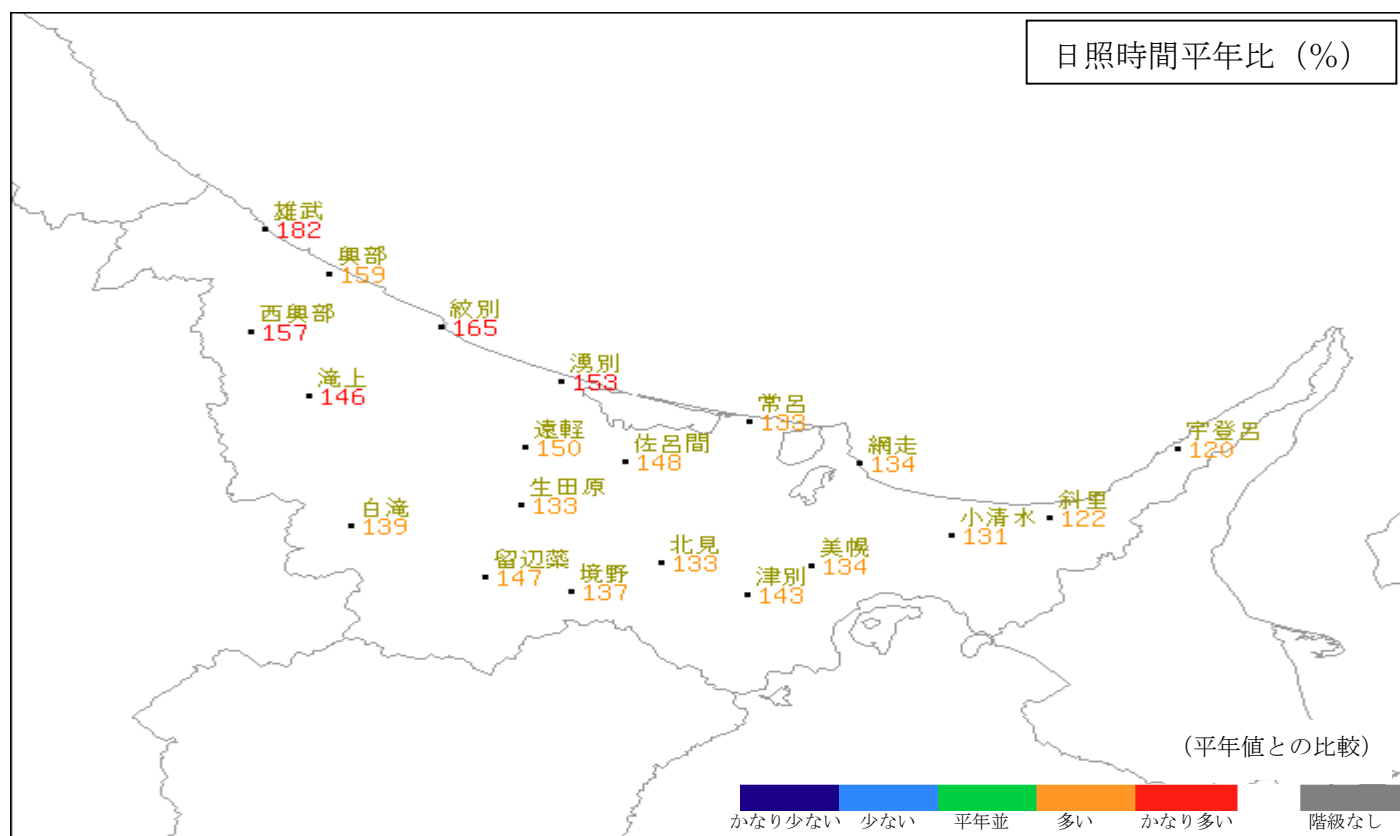 日照時間平年比（%）
雄武
182
興部
159
西興部
157
紋別
165
滝上
146
湧別
153
常呂
133
遠軽
150
佐呂間
148
網走
134
宇登呂
120
生田原
133
白滝
139
斜里
122
小清水
131
北見
133
美幌
134
留辺蘂
147
境野
137
津別
143
（平年値との比較）
かなり少ない 少ない 平年並 多い かなり多い 階級なし